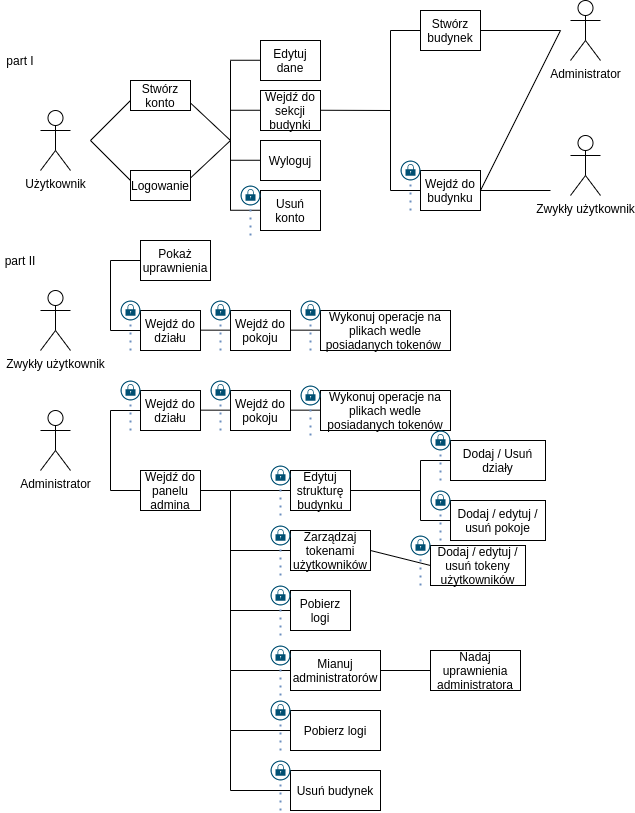 part I
Użytkownik
Stwórz
konto
Logowanie
Edytuj
dane
Wejdź do
sekcji
budynki
Wyloguj
Usuń
konto
Stwórz
budynek
Wejdź do
budynku
Administrator
Zwykły użytkownik
part II
Zwykły użytkownik
Pokaż
uprawnienia
Wejdź do
działu
Wejdź do
pokoju
Wykonuj operacje na
plikach wedle
posiadanych tokenów
Administrator
Wejdź do
działu
Wejdź do
pokoju
Wykonuj operacje na
plikach wedle
posiadanych tokenów
Wejdź do
panelu
admina
Edytuj
strukturę
budynku
Dodaj / Usuń
działy
Dodaj / edytuj /
usuń pokoje
Zarządzaj
tokenami
użytkowników
Dodaj / edytuj /
usuń tokeny
użytkowników
Pobierz
logi
Mianuj
administratorów
Nadaj
uprawnienia
administratora
Pobierz logi
Usuń budynek